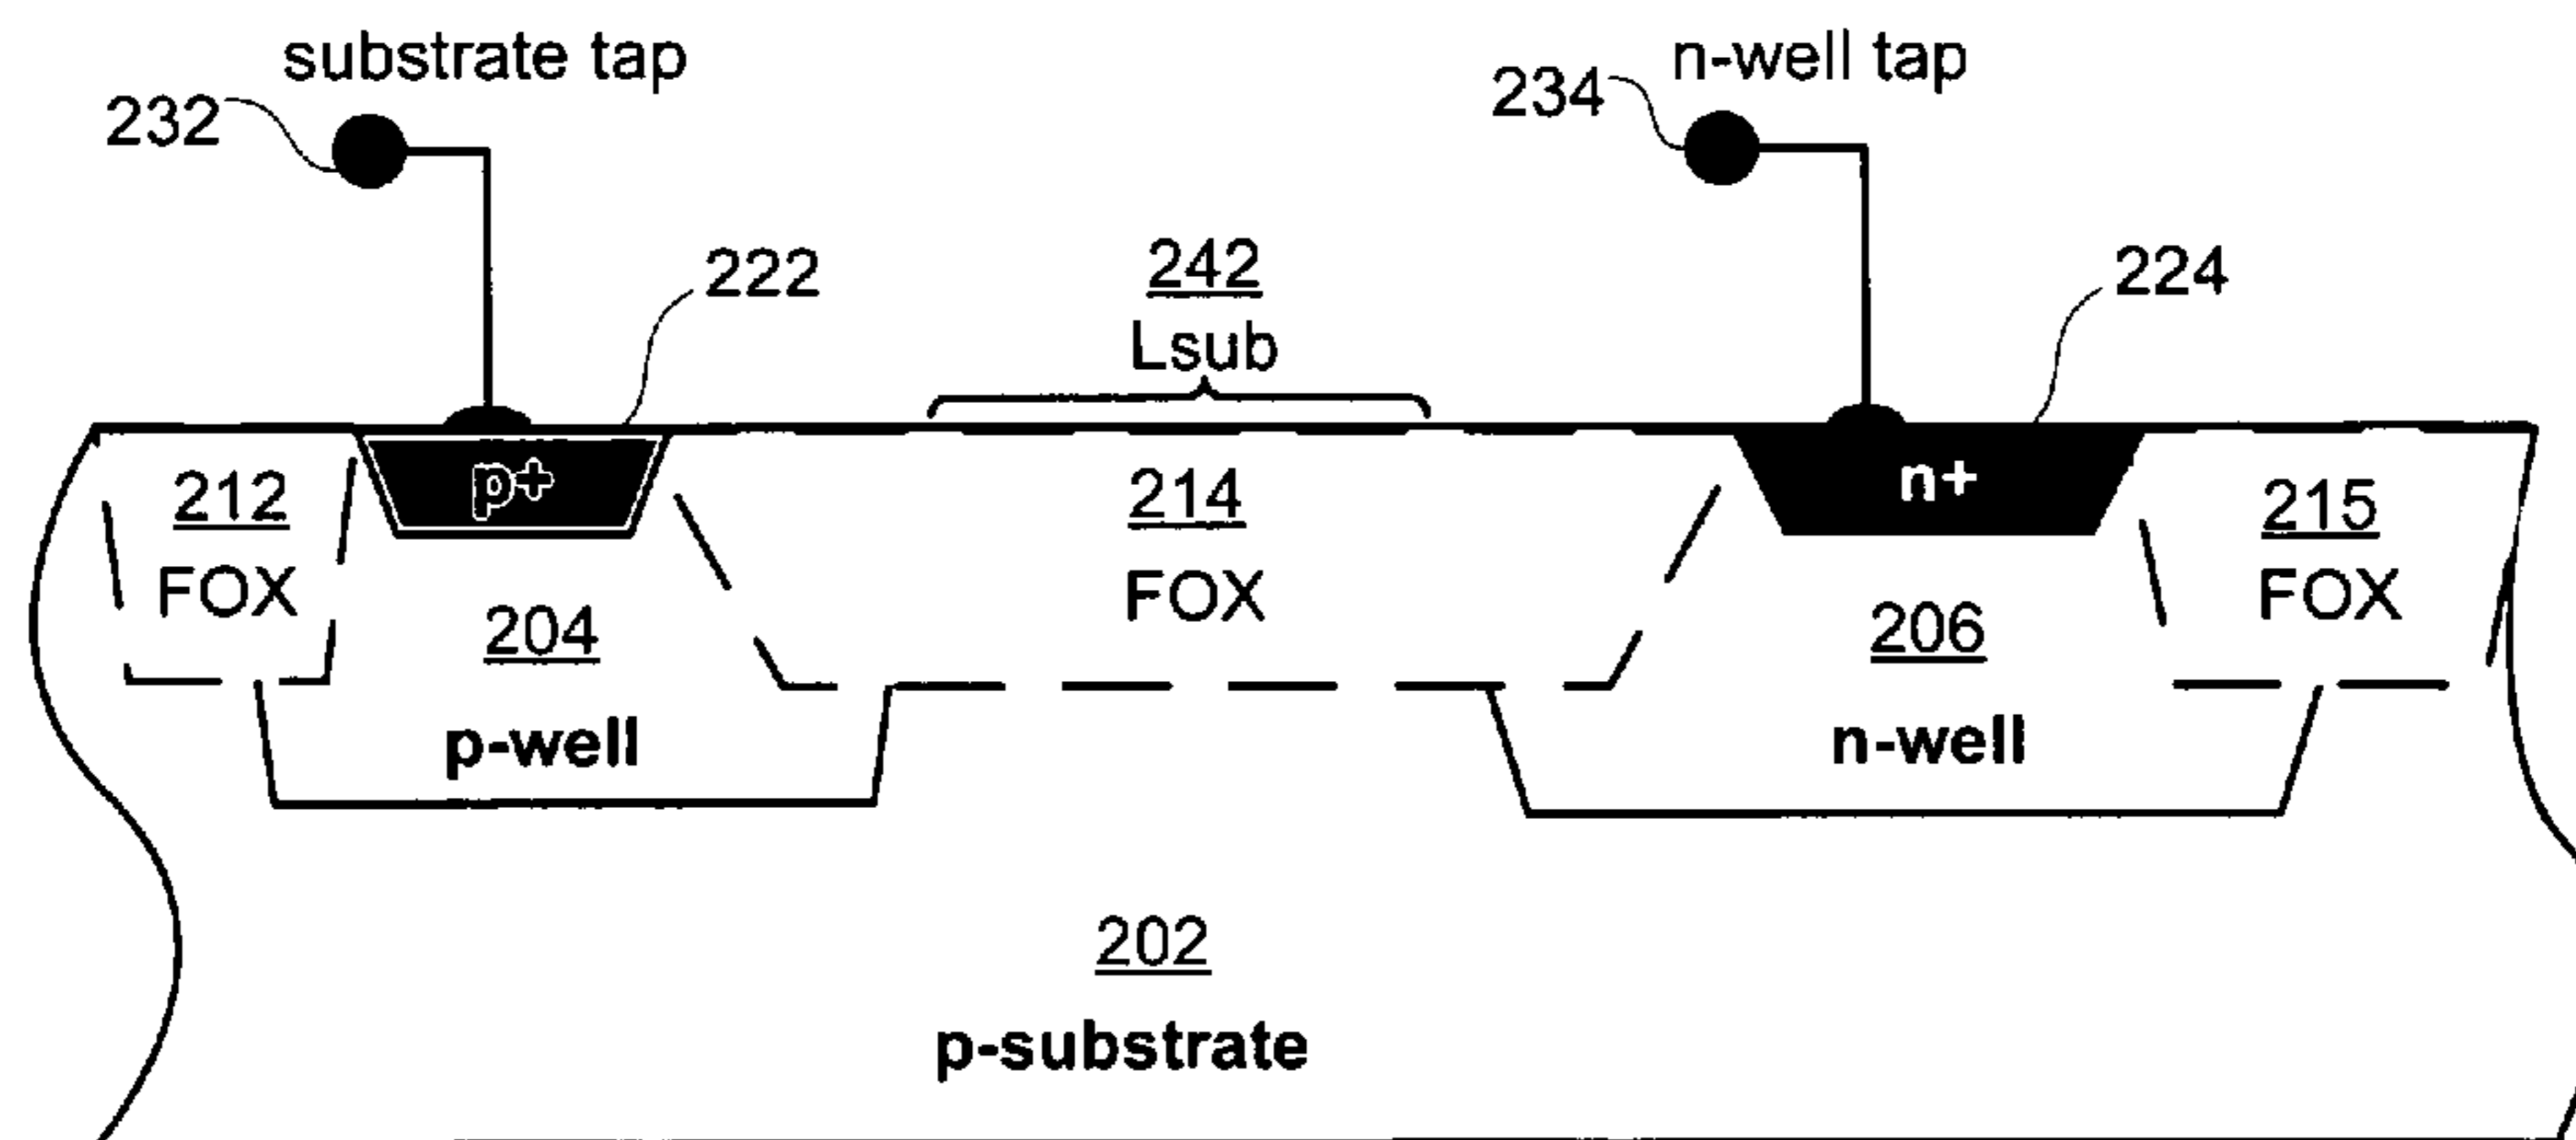 substrate tap
n-well tap
232
234
222
242
224
Lsub
p+
n+
212
FOX
214
FOX
215
FOX
204
206
p-well
n-well
202
p-substrate